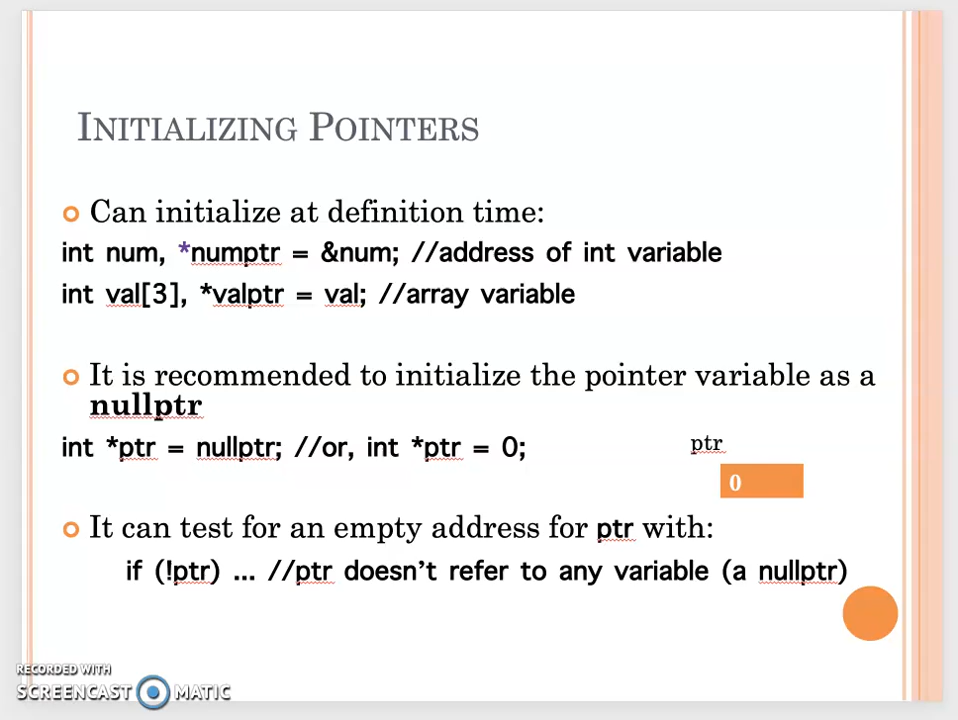 INITIALIZING POINTERS
Can initialize at definition time:
int num, *numptr = &num; //address of int variable
int val[3], *valptr = val; //array variable
It is recommended to initialize the pointer variable as a
nullptr
int *ptr = nullptr; //or, int *ptr = 0;
ptr
0
It can test for an empty address for ptr with:
if (!ptr) ... //ptr doesn’t refer to any variable (a nullptr)
RECORDED WITH
SCREENCAST MATIC